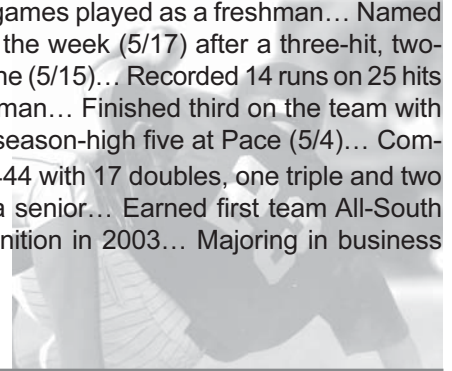 games played as a freshman… Named
the week (5/17) after a three-hit, two-
ne (5/15)… Recorded 14 runs on 25 hits
man… Finished third on the team with
season-high five at Pace (5/4)… Com-
44 with 17 doubles, one triple and two
a senior… Earned first team All-South
nition in 2003… Majoring in business